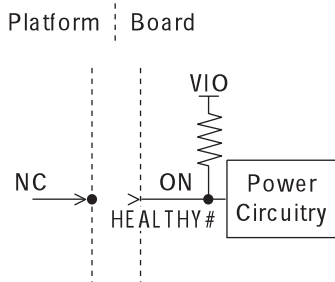 Platform Board
VIO
NC
ON
HEALTHY#
Power
Circuitry